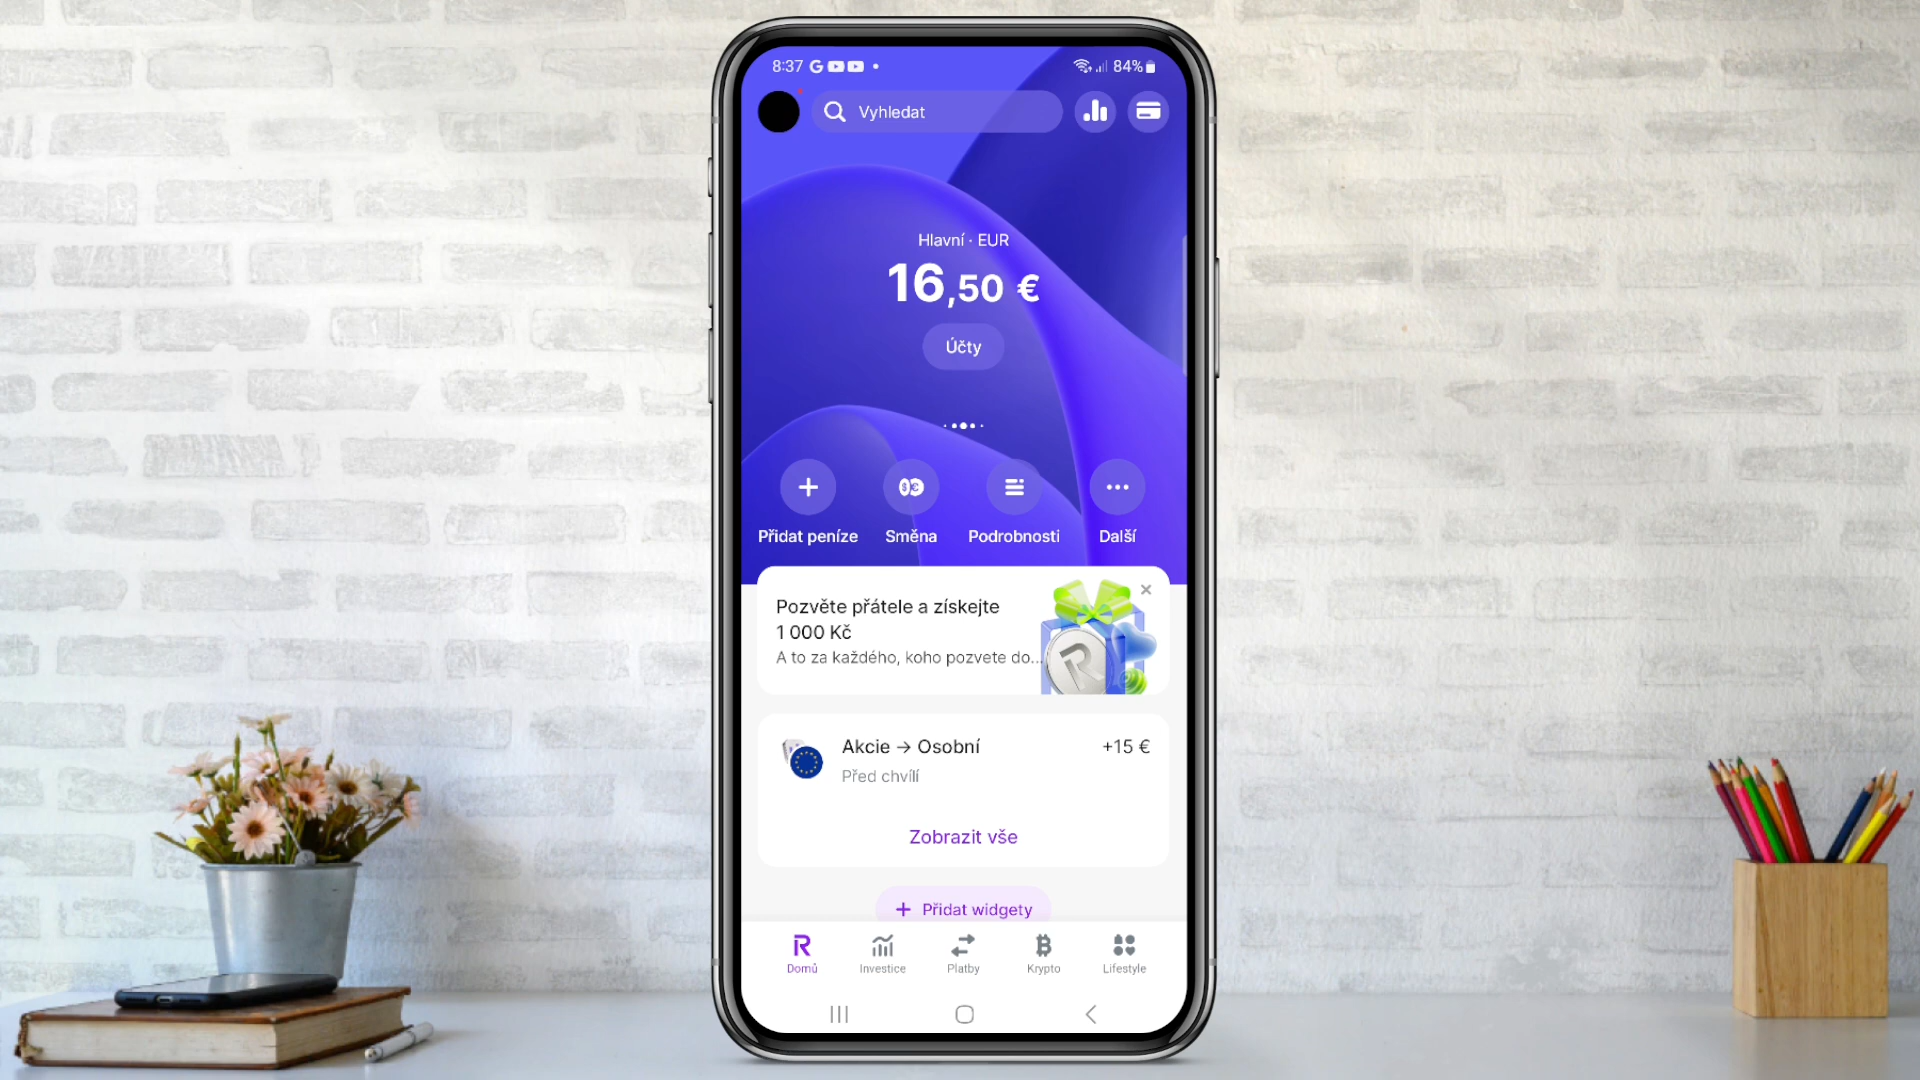 8:37
84%
Vyhledat
Hlavní · EUR
16,50 €
Účty
Přidat peníze
Směna
Podrobnosti
Další
Pozvěte přátele a získejte
1 000 Kč
A to za každého, koho pozvete do...
Akcie → Osobní
+15 €
Před chvílí
Zobrazit vše
+ Přidat widgety
Domů
Investice
Platby
Krypto
Lifestyle